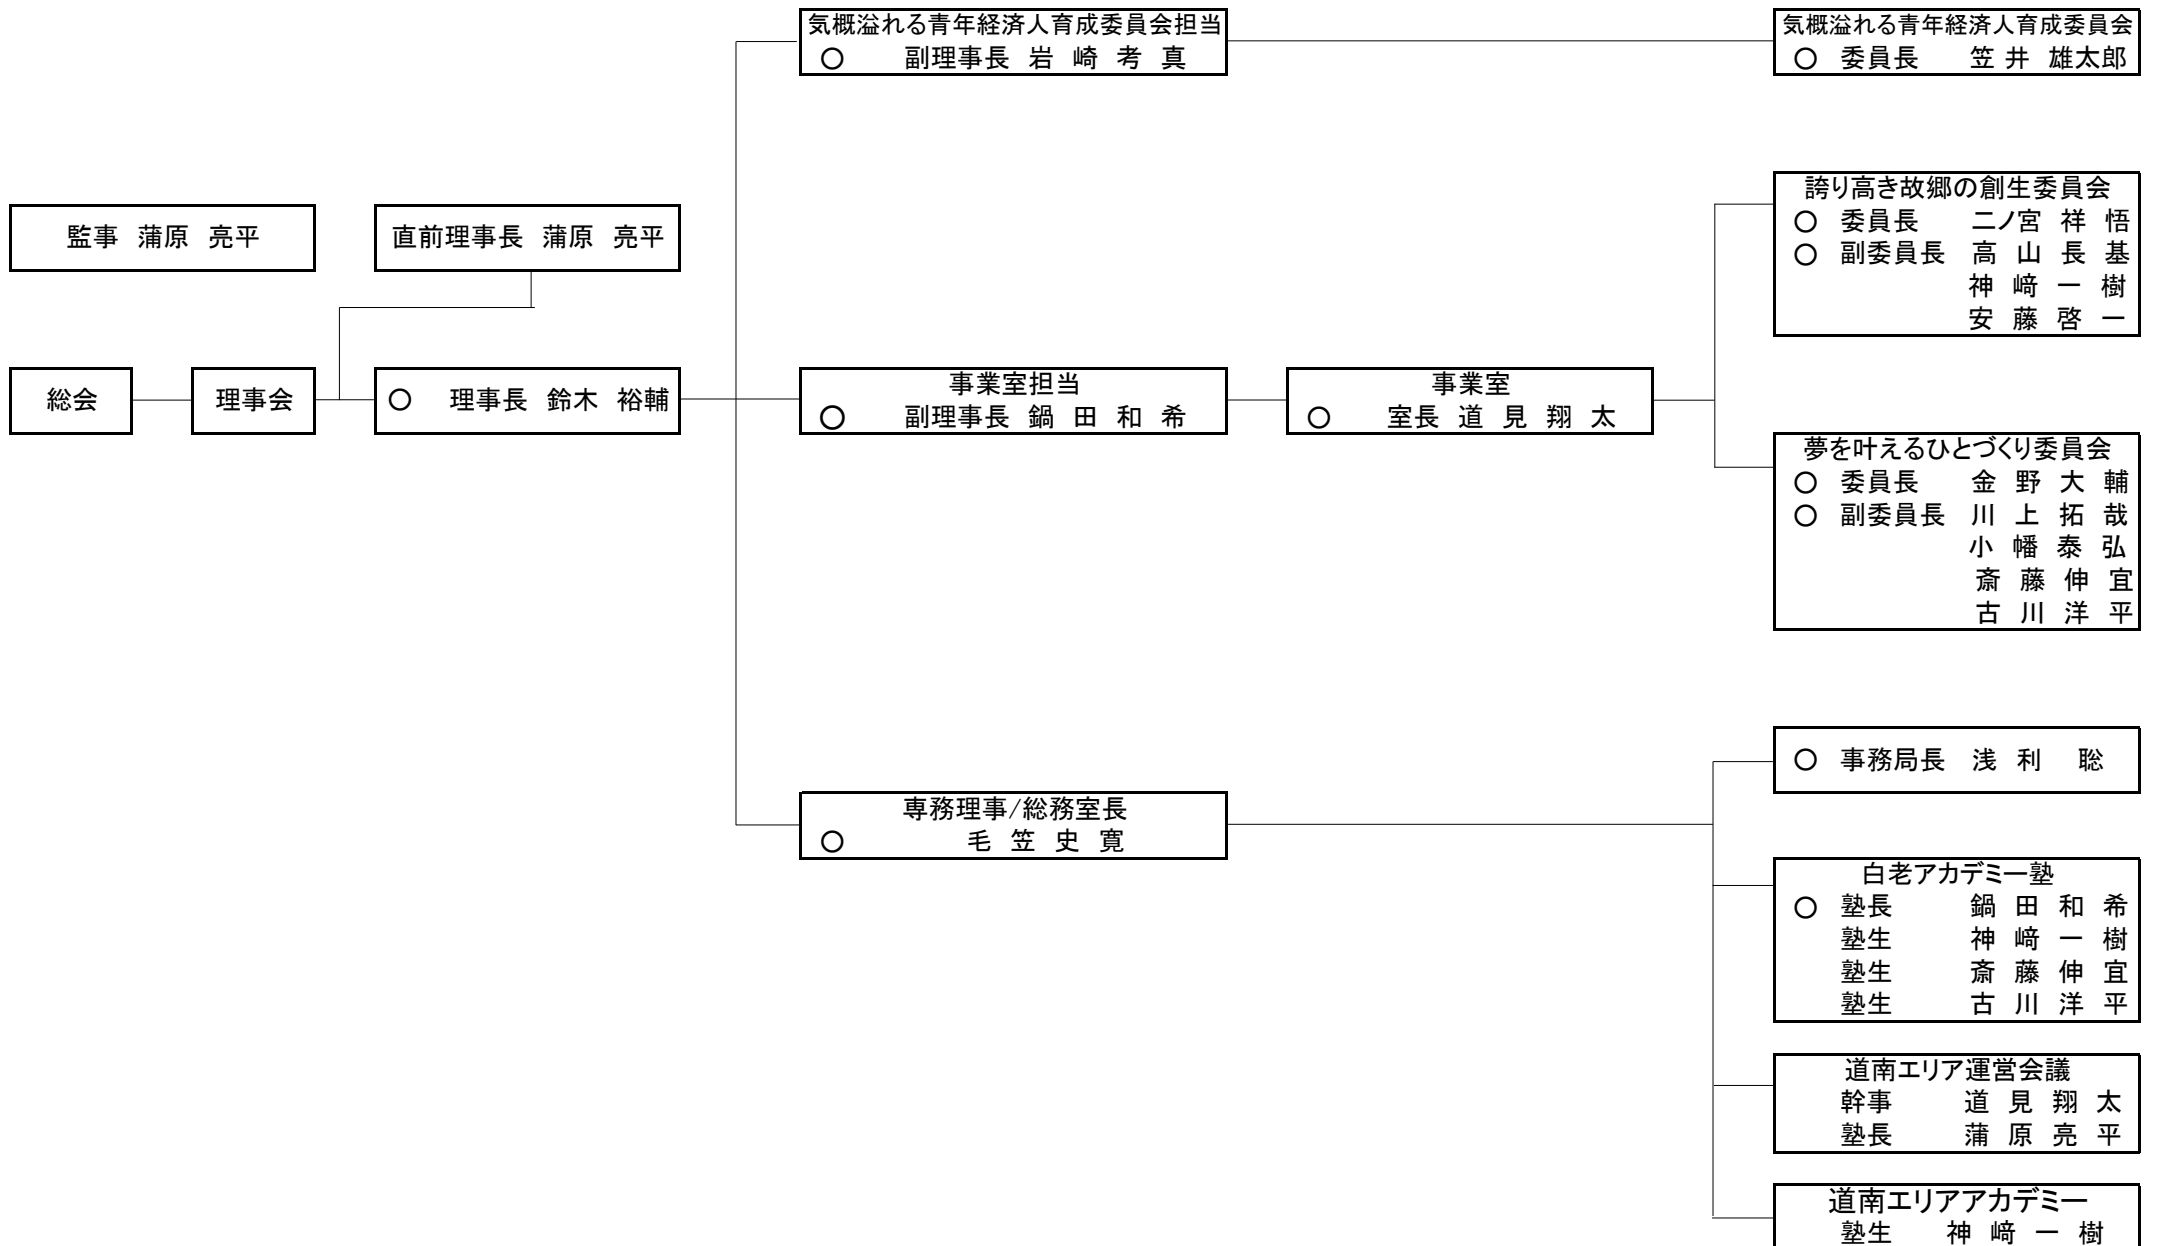 気概溢れる青年経済人育成委員会担当
○ 副理事長 岩 崎 考 真
気概溢れる青年経済人育成委員会
○ 委員長 笠 井 雄太郎
監事 蒲原 亮平
直前理事長 蒲原 亮平
総会
理事会
○ 理事長 鈴木 裕輔
事業室担当
○ 副理事長 鍋 田 和 希
事業室
○ 室長 道 見 翔 太
誇り高き故郷の創生委員会
○ 委員長 二ノ宮 祥 悟
○ 副委員長 高 山 長 基
神 﨑 一 樹
安 藤 啓 一
夢を叶えるひとづくり委員会
○ 委員長 金 野 大 輔
○ 副委員長 川 上 拓 哉
小 幡 泰 弘
斎 藤 伸 宜
古 川 洋 平
専務理事/総務室長
○ 毛 笠 史 寛
○ 事務局長 浅 利 聡
白老アカデミー塾
○ 塾長 鍋 田 和 希
塾生 神 﨑 一 樹
塾生 斎 藤 伸 宜
塾生 古 川 洋 平
道南エリア運営会議
幹事 道 見 翔 太
塾長 蒲 原 亮 平
道南エリアアカデミー
塾生 神 﨑 一 樹